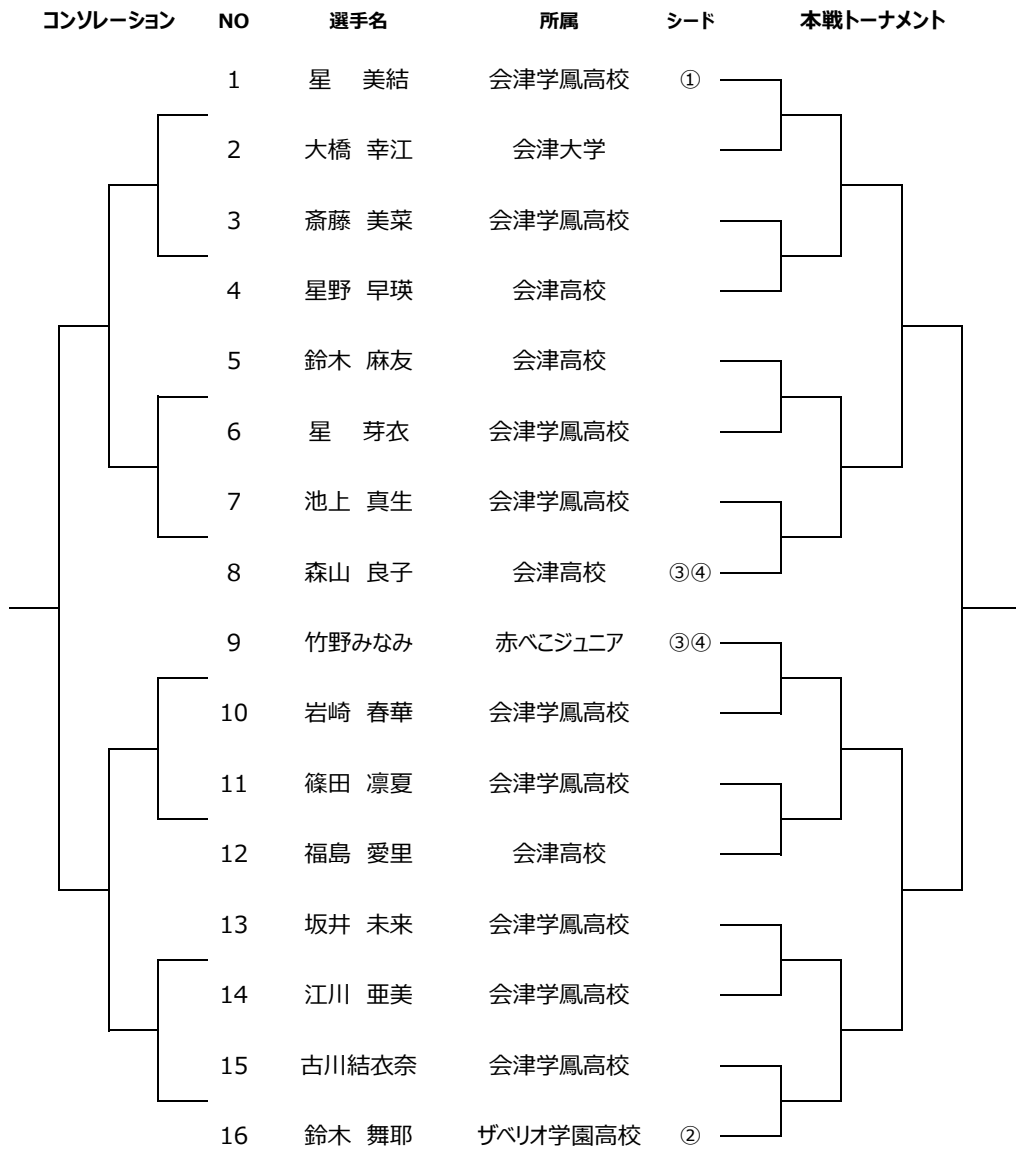 コンソレーション NO 選手名 所属 シード 本戦トーナメント
1 星 美結 会津学鳳高校 ①
2 大橋 幸江 会津大学
3 斎藤 美菜 会津学鳳高校
4 星野 早瑛 会津高校
5 鈴木 麻友 会津高校
6 星 芽衣 会津学鳳高校
7 池上 真生 会津学鳳高校
8 森山 良子 会津高校 ③④
9 竹野みなみ 赤べこジュニア ③④
10 岩崎 春華 会津学鳳高校
11 篠田 凛夏 会津学鳳高校
12 福島 愛里 会津高校
13 坂井 未来 会津学鳳高校
14 江川 亜美 会津学鳳高校
15 古川結衣奈 会津学鳳高校
16 鈴木 舞耶 ザベリオ学園高校 ②